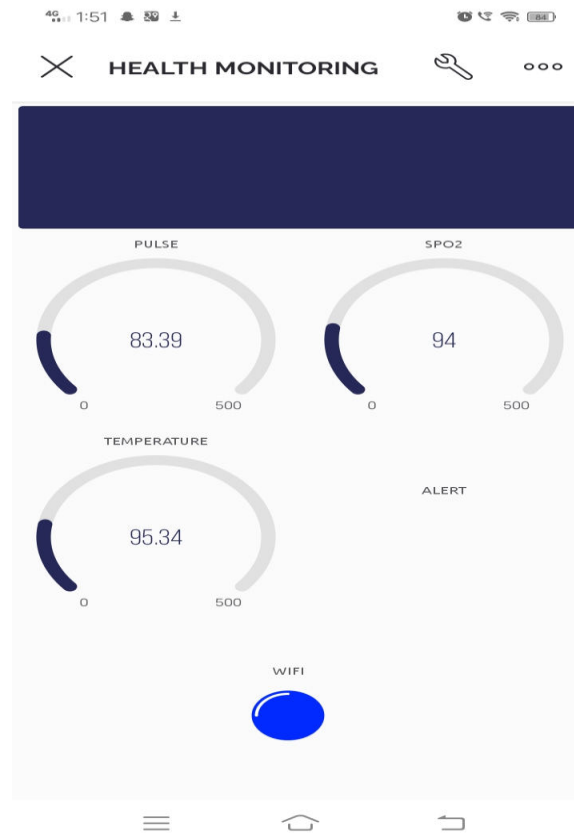 4G 1:51 84
HEALTH MONITORING
PULSE SPO2
83.39 94
0 500 0 500
TEMPERATURE
ALERT
95.34
0 500
WIFI